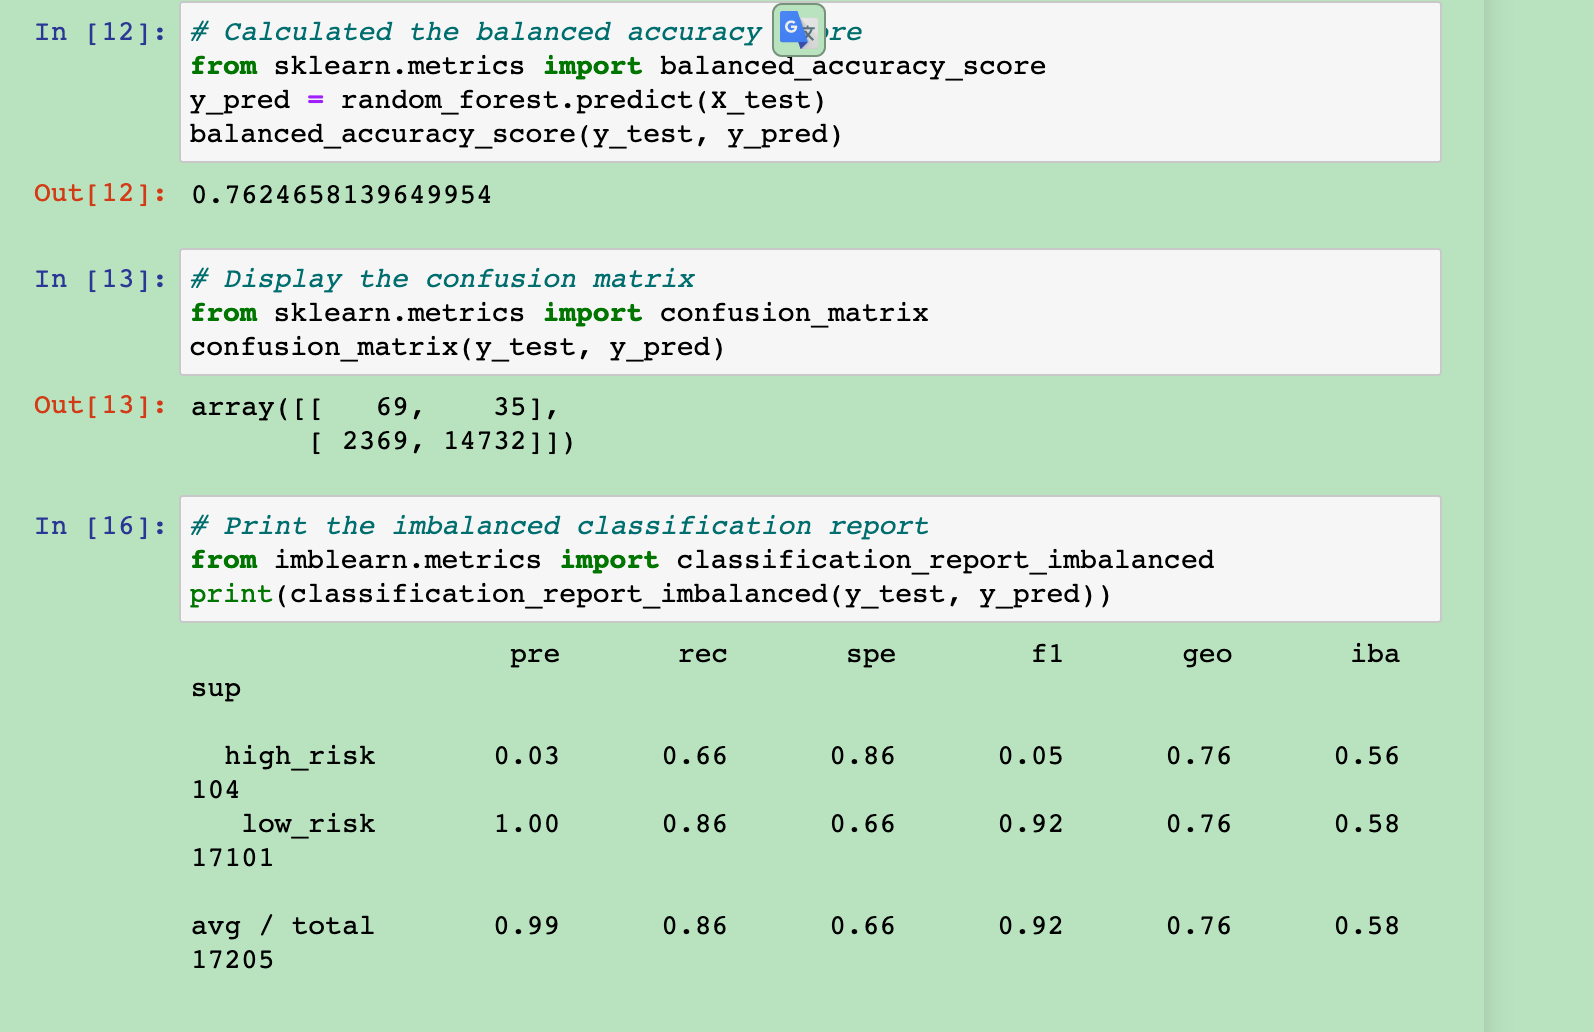 In [12]: # Calculated the balanced accuracy ore
from sklearn.metrics import balanced_accuracy_score
y_pred = random_forest.predict(X_test)
balanced_accuracy_score(y_test, y_pred)
Out[12]: 0.7624658139649954
In [13]: # Display the confusion matrix
from sklearn.metrics import confusion_matrix
confusion_matrix(y_test, y_pred)
Out[13]: array([[   69,    35],
       [ 2369, 14732]])
In [16]: # Print the imbalanced classification report
from imblearn.metrics import classification_report_imbalanced
print(classification_report_imbalanced(y_test, y_pred))
pre rec spe f1 geo iba
sup
high_risk 0.03 0.66 0.86 0.05 0.76 0.56
104
low_risk 1.00 0.86 0.66 0.92 0.76 0.58
17101
avg / total 0.99 0.86 0.66 0.92 0.76 0.58
17205